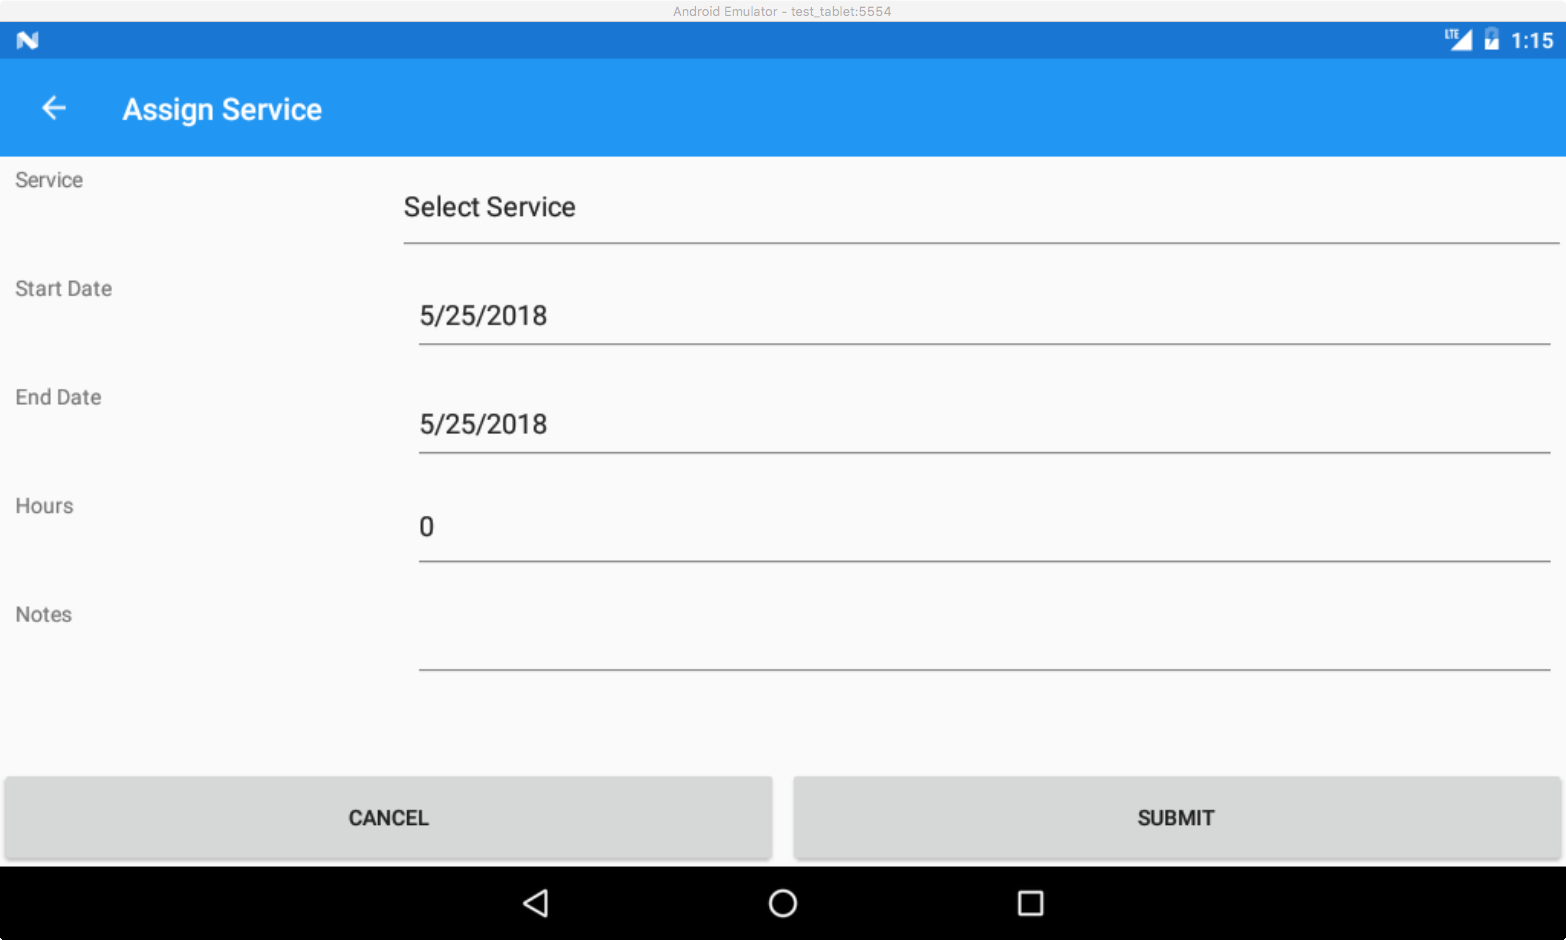 Android Emulator - test_tablet:5554
LTE 1:15
Assign Service
Service
Select Service
Start Date
5/25/2018
End Date
5/25/2018
Hours
0
Notes
CANCEL
SUBMIT